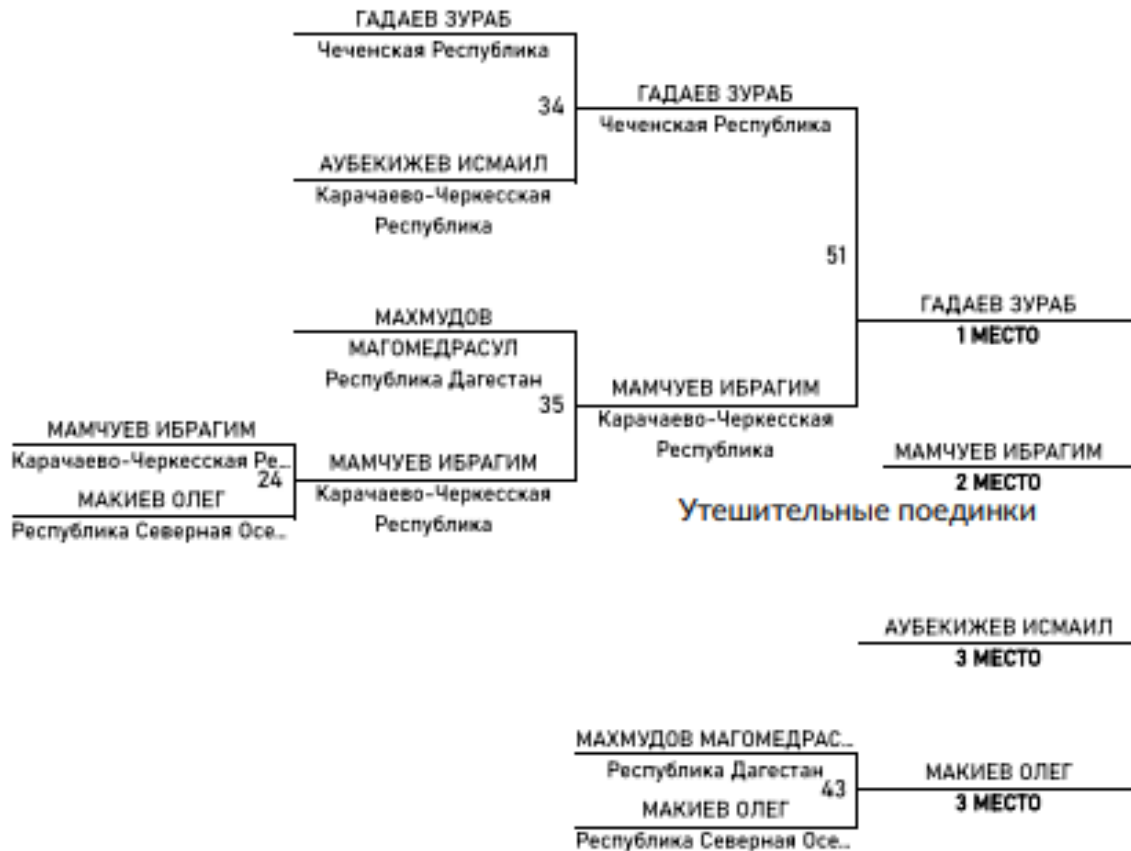 ГАДАЕВ ЗУРАБ
Чеченская Республика
34
ГАДАЕВ ЗУРАБ
Чеченская Республика
АУБЕКИЖЕВ ИСМАИЛ
Карачаево-Черкесская
Республика
51
ГАДАЕВ ЗУРАБ
1 МЕСТО
МАХМУДОВ
МАГОМЕДРАСУЛ
Республика Дагестан
35
МАМЧУЕВ ИБРАГИМ
Карачаево-Черкесская
Республика
МАМЧУЕВ ИБРАГИМ
Карачаево-Черкесская Ре...
24
МАКИЕВ ОЛЕГ
Республика Северная Осе...
МАМЧУЕВ ИБРАГИМ
Карачаево-Черкесская
Республика
МАМЧУЕВ ИБРАГИМ
2 МЕСТО
Утешительные поединки
АУБЕКИЖЕВ ИСМАИЛ
3 МЕСТО
МАХМУДОВ МАГОМЕДРАС...
Республика Дагестан
43
МАКИЕВ ОЛЕГ
Республика Северная Осе...
МАКИЕВ ОЛЕГ
3 МЕСТО